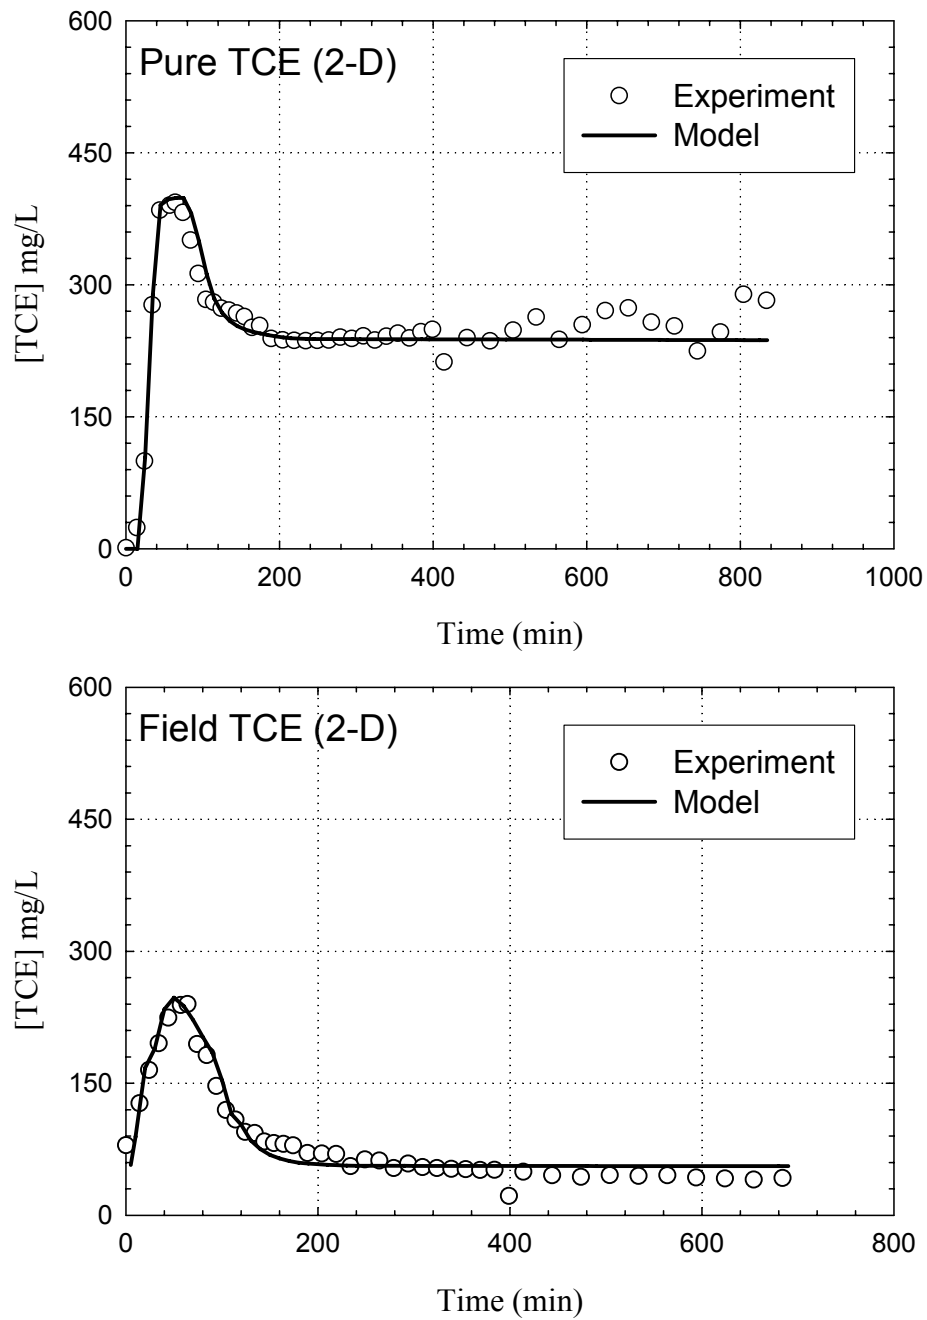 600
Pure TCE (2-D)
Experiment
Model
450
300
150
0
[TCE] mg/L
0 200 400 600 800 1000
Time (min)
600
Field TCE (2-D)
Experiment
Model
450
300
150
0
[TCE] mg/L
0 200 400 600 800
Time (min)